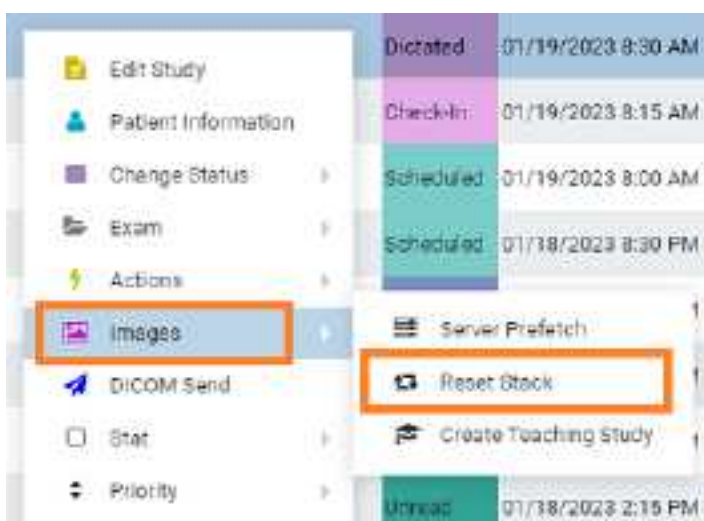 Edit Study
Patient Information
Change Status
Exam
Actions
Images
DICOM Send
Stat
Priority
Server Prefetch
Reset Stack
Create Teaching Study
Dictated 01/19/2023 8:30 AM
Check-In 01/19/2023 8:15 AM
Scheduled 01/19/2023 8:00 AM
Scheduled 01/18/2023 8:30 PM
Unread 01/18/2023 2:15 PM